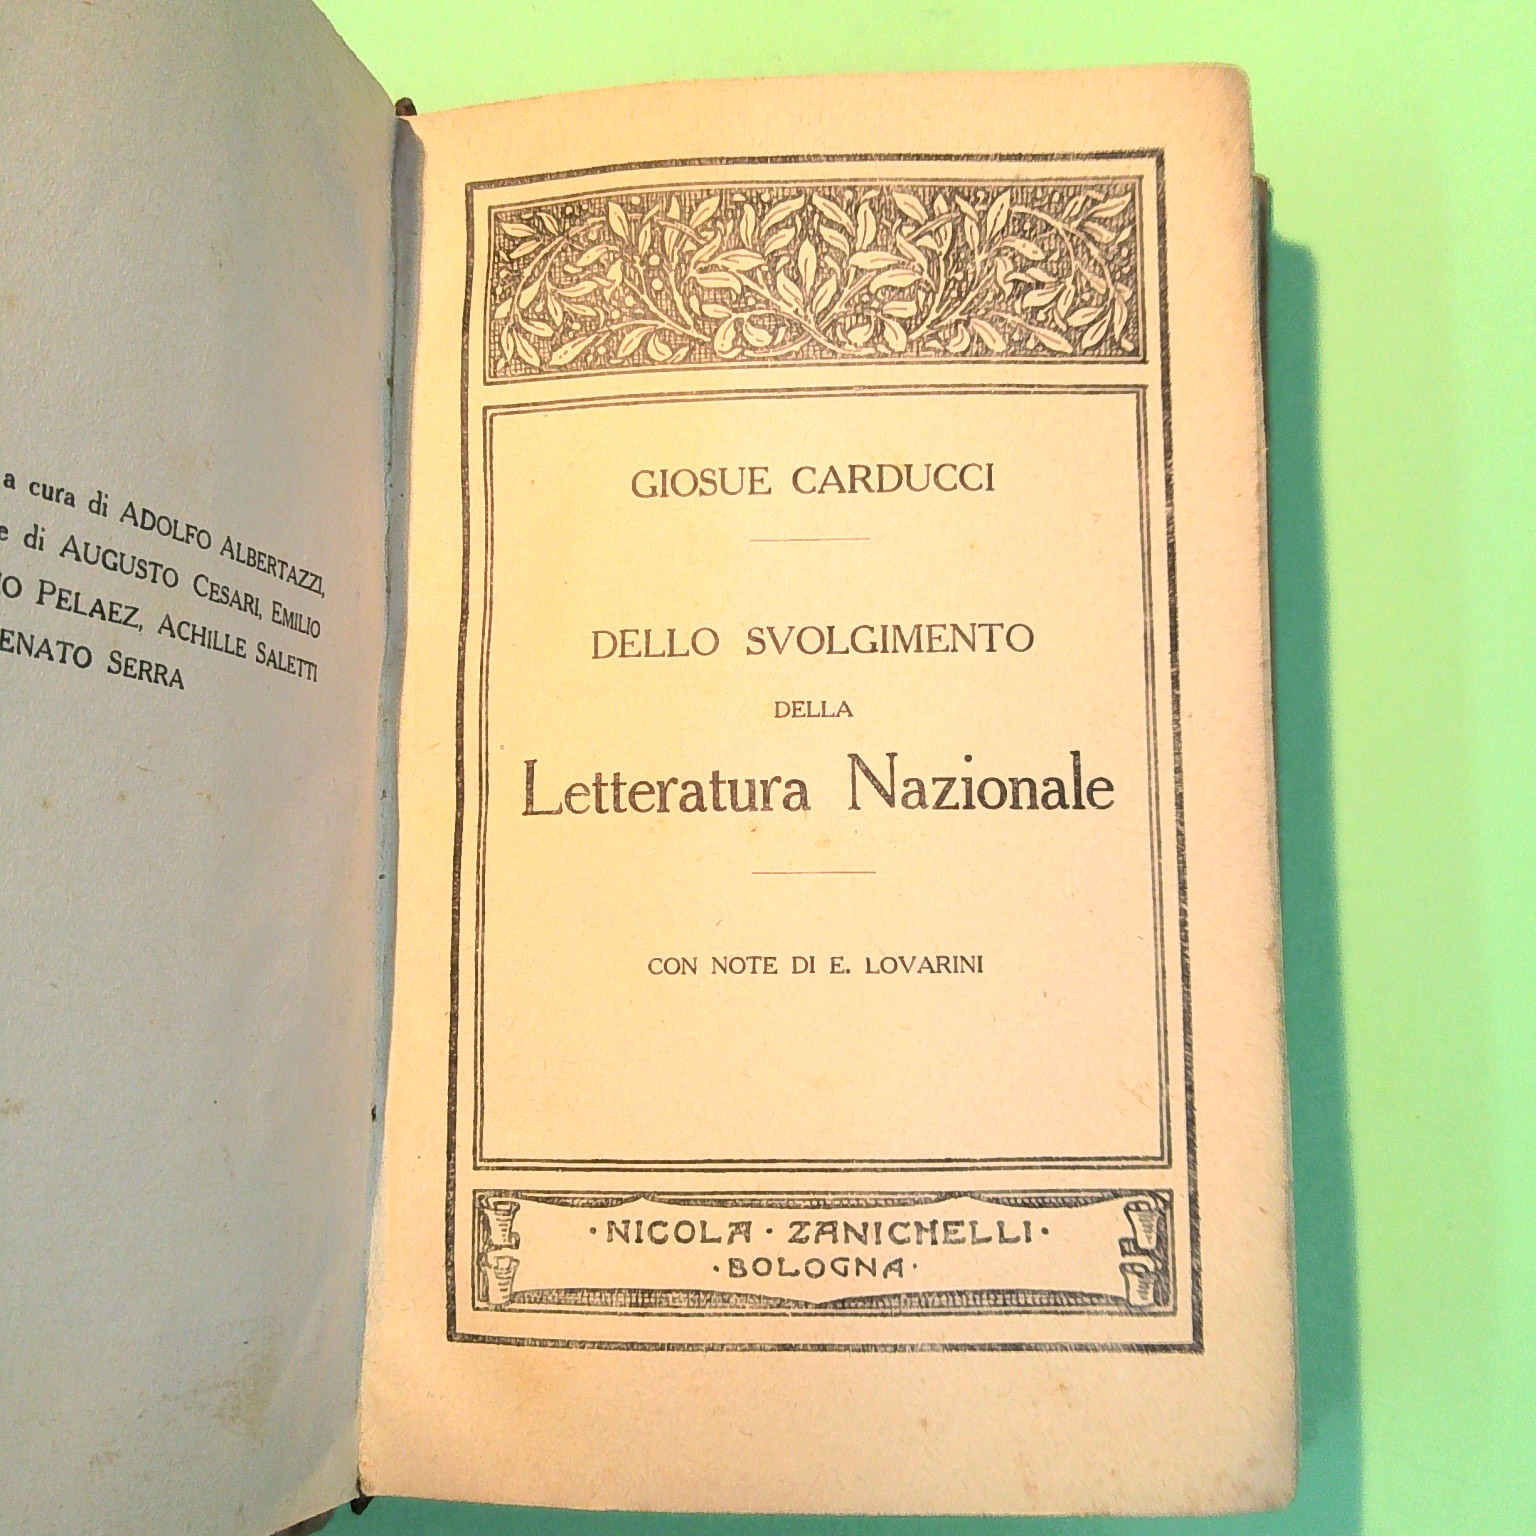 a cura di ADOLFO ALBERTAZZI,
e di AUGUSTO CESARI, EMILIO
PELAEZ, ACHILLE SALETTI
SERRA
GIOSUE CARDUCCI
DELLO SVOLGIMENTO
DELLA
Letteratura Nazionale
CON NOTE DI E. LOVARINI
·NICOLA·ZANICHELLI·
·BOLOGNA·